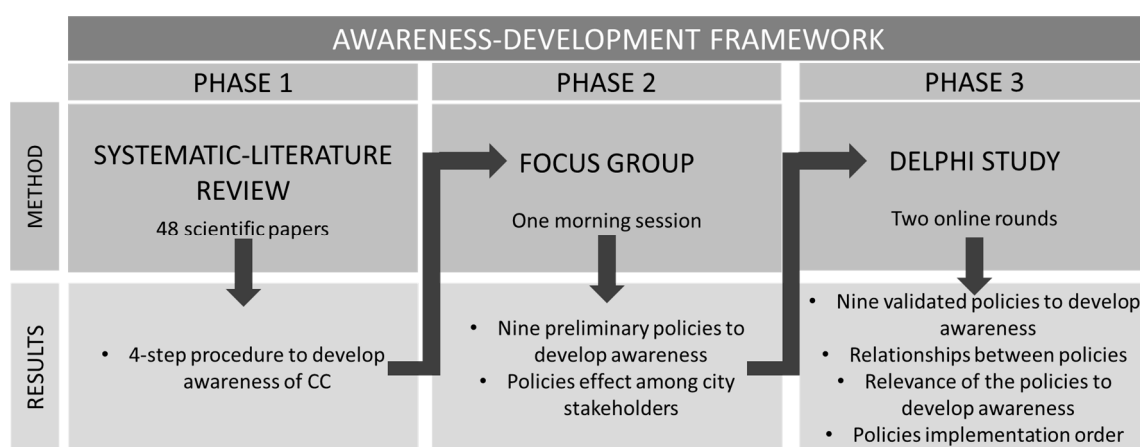 AWARENESS-DEVELOPMENT FRAMEWORK
PHASE 1
PHASE 2
PHASE 3
METHOD
SYSTEMATIC-LITERATURE
REVIEW
48 scientific papers
FOCUS GROUP
One morning session
DELPHI STUDY
Two online rounds
RESULTS
• 4-step procedure to develop
awareness of CC
• Nine preliminary policies to
develop awareness
• Policies effect among city
stakeholders
• Nine validated policies to develop
awareness
• Relationships between policies
• Relevance of the policies to
develop awareness
• Policies implementation order